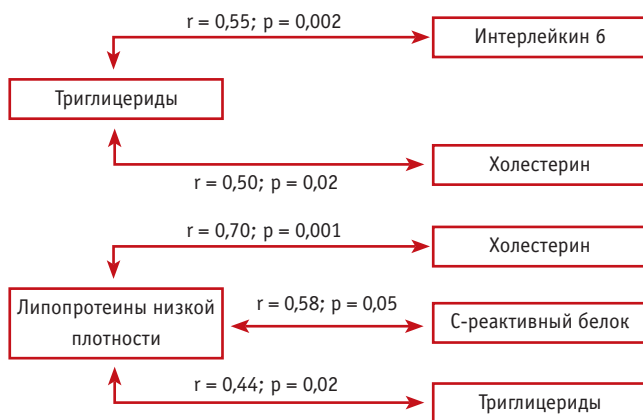 r = 0,55; p = 0,002
Интерлейкин 6
Триглицериды
Холестерин
r = 0,50; p = 0,02
r = 0,70; p = 0,001
Холестерин
Липопротеины низкой
плотности
r = 0,58; p = 0,05
С-реактивный белок
r = 0,44; p = 0,02
Триглицериды